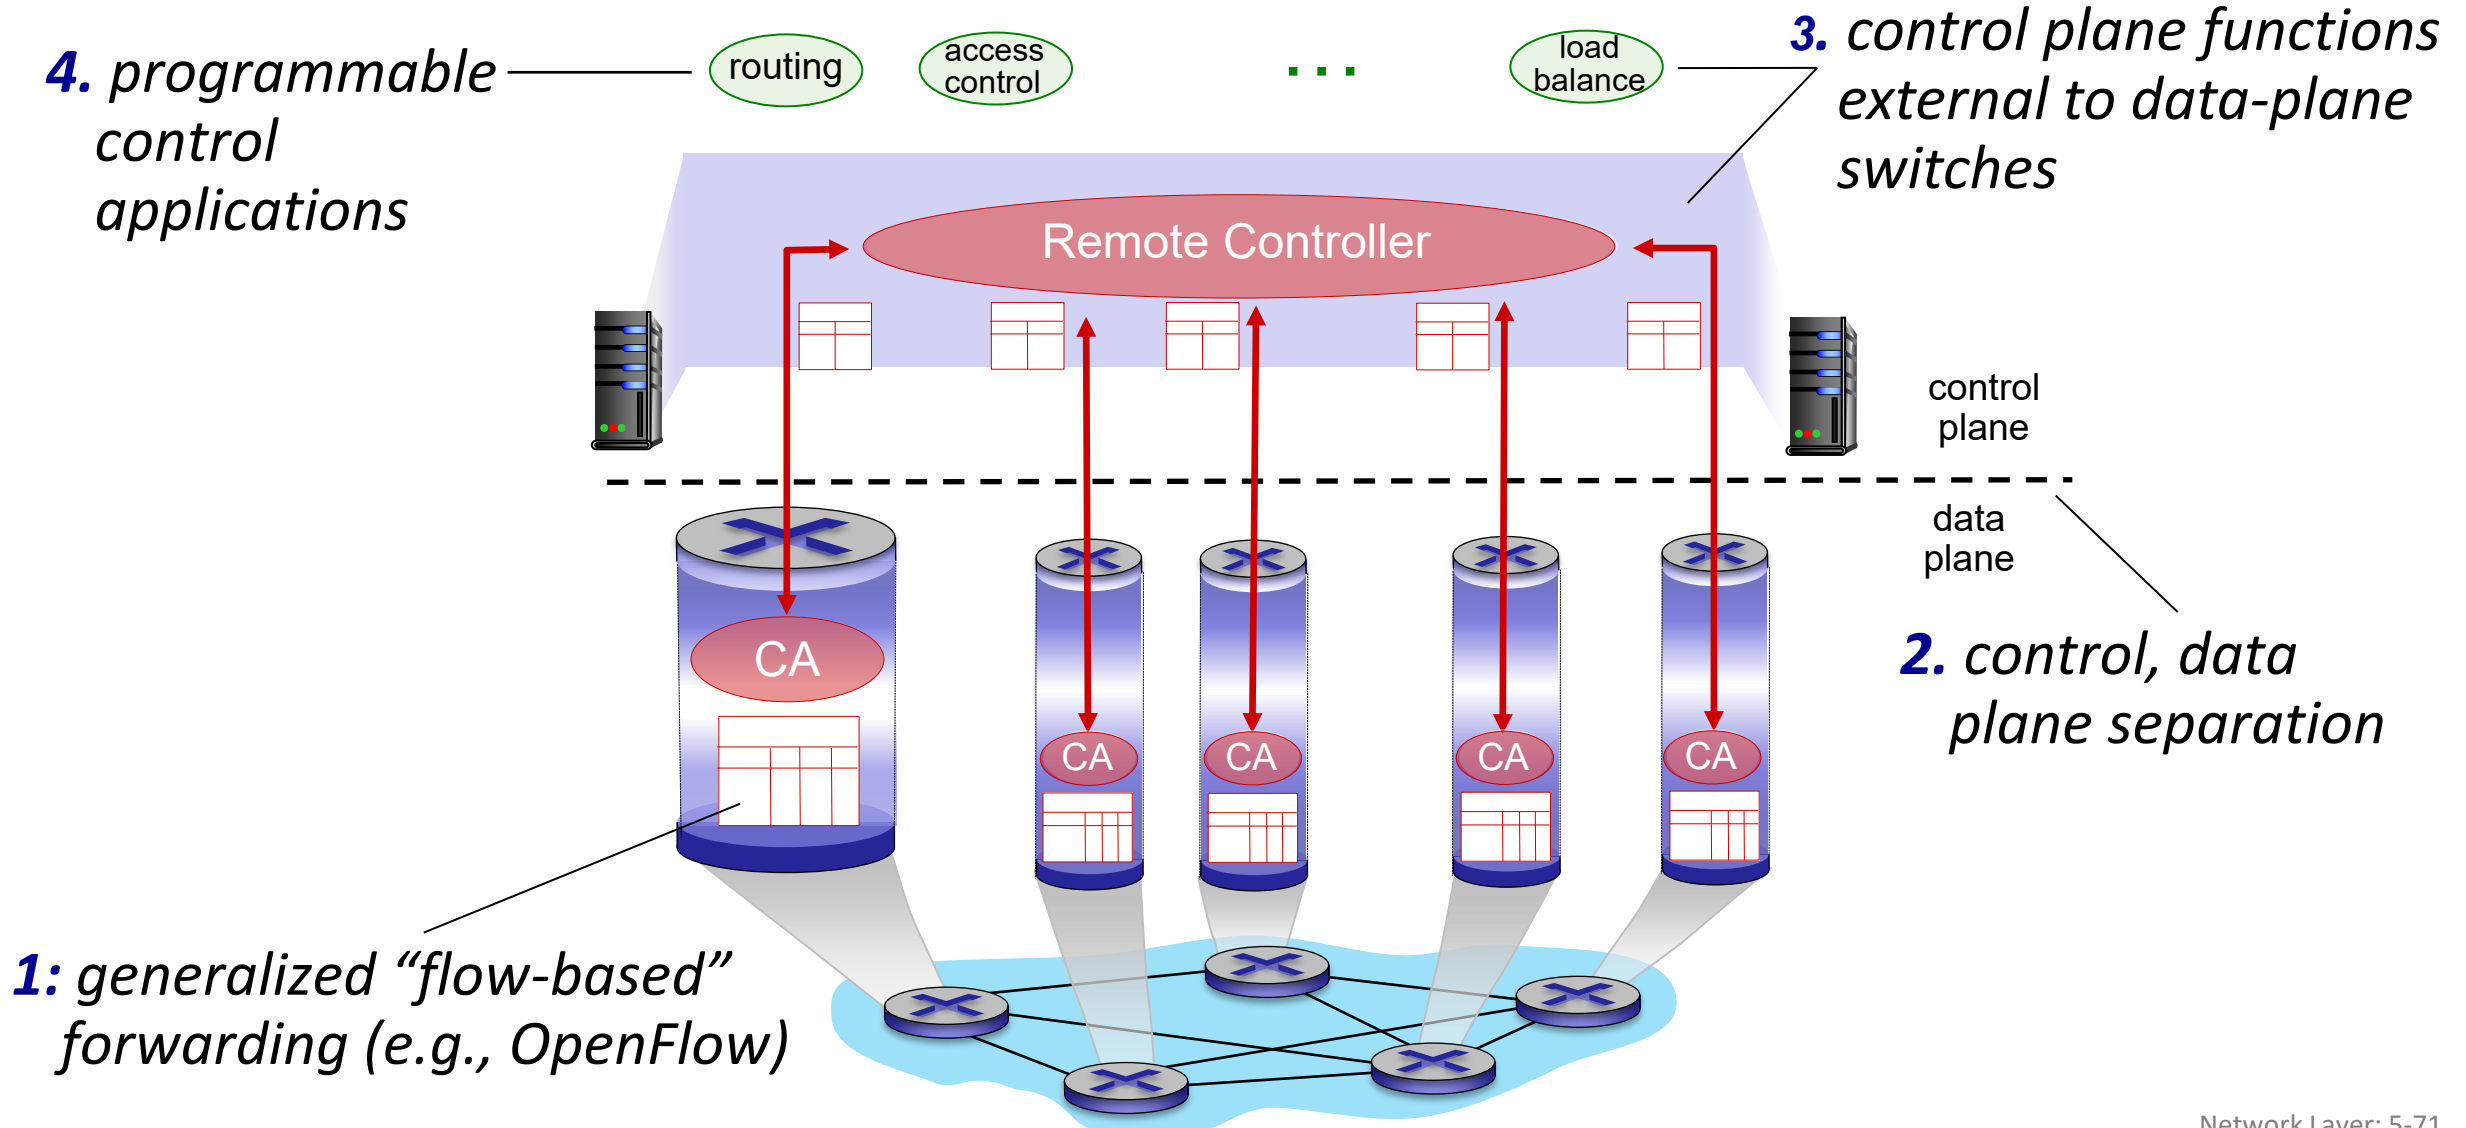 4. programmable
control
applications
routing
access
control
...
load
balance
3. control plane functions
external to data-plane
switches
Remote Controller
control
plane
data
plane
CA
CA
CA
CA
CA
2. control, data
plane separation
1: generalized “flow-based”
forwarding (e.g., OpenFlow)
Network Layer: 5-71